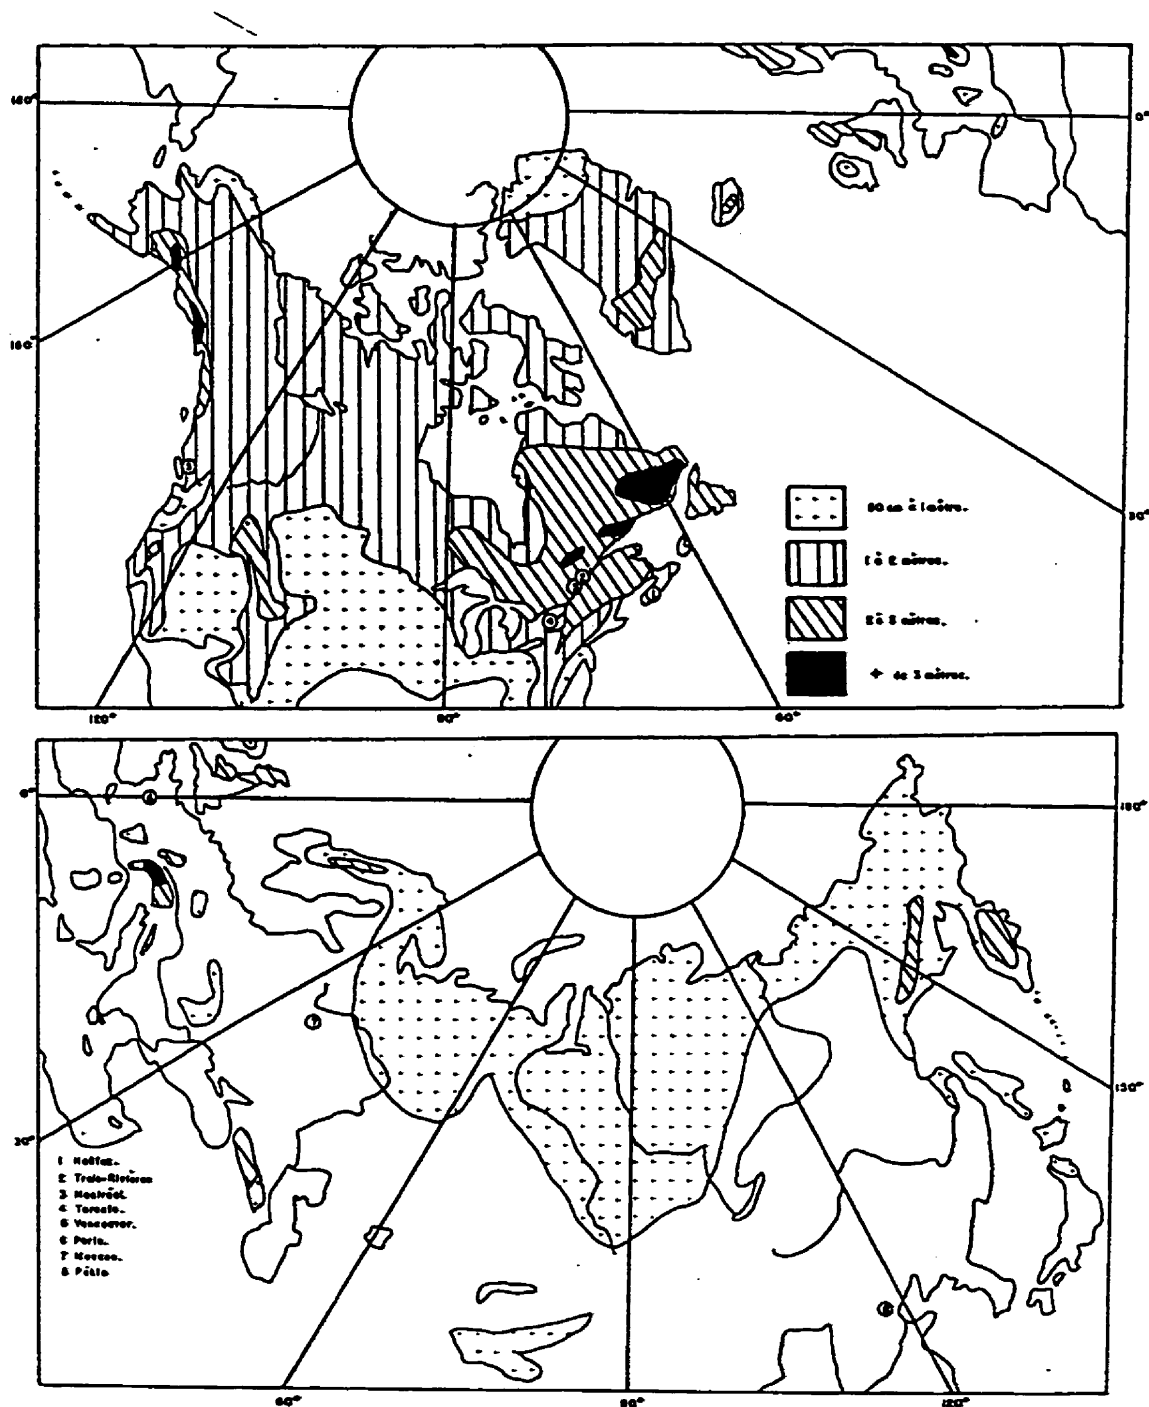 180°
0°
150°
30°
50 cm à 1 mètre.
1 à 2 mètres.
2 à 3 mètres.
+ de 3 mètres.
120°
90°
60°
0°
180°
150°
30°
1 Halifax.
2 Trois-Rivières
3 Montréal.
4 Toronto.
5 Vancouver.
6 Paris.
7 Moscou.
8 Pékin
60°
90°
120°